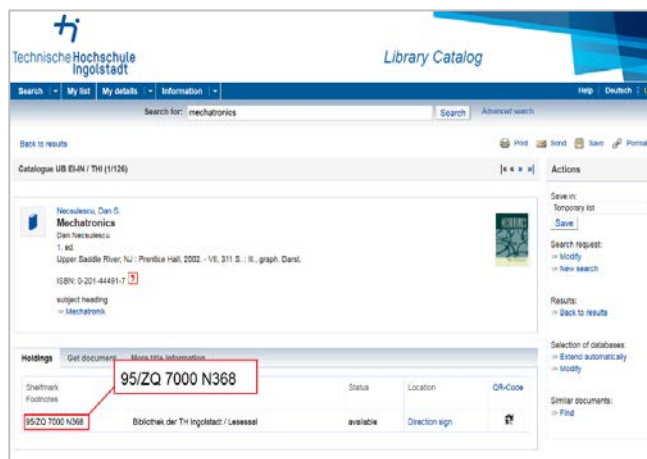 Technische Hochschule
Ingolstadt
Library Catalog
Search My list My details Information Help Deutsch
Search for: mechatronics Search Advanced search
Back to results Print Send Save
Catalogue UB EI-IN / THI (1/126) Actions
Save in:
Temporary list
Save
Necsulescu, Dan S.
Mechatronics
Dan Necsulescu
1. ed.
Upper Saddle River, NJ : Prentice Hall, 2002. - VII, 311 S. : Ill., graph. Darst.
ISBN: 0-201-44491-7
subject heading
Mechatronik
Search request:
Modify
New search
Results:
Back to results
Selection of databases:
Extend automatically
Modify
Similar documents:
Find
Holdings Get document More title information
95/ZQ 7000 N368
Shelfmark Status Location QR-Code
Footnotes
95/ZQ 7000 N368 Bibliothek der TH Ingolstadt / Lesesaal available Direction sign